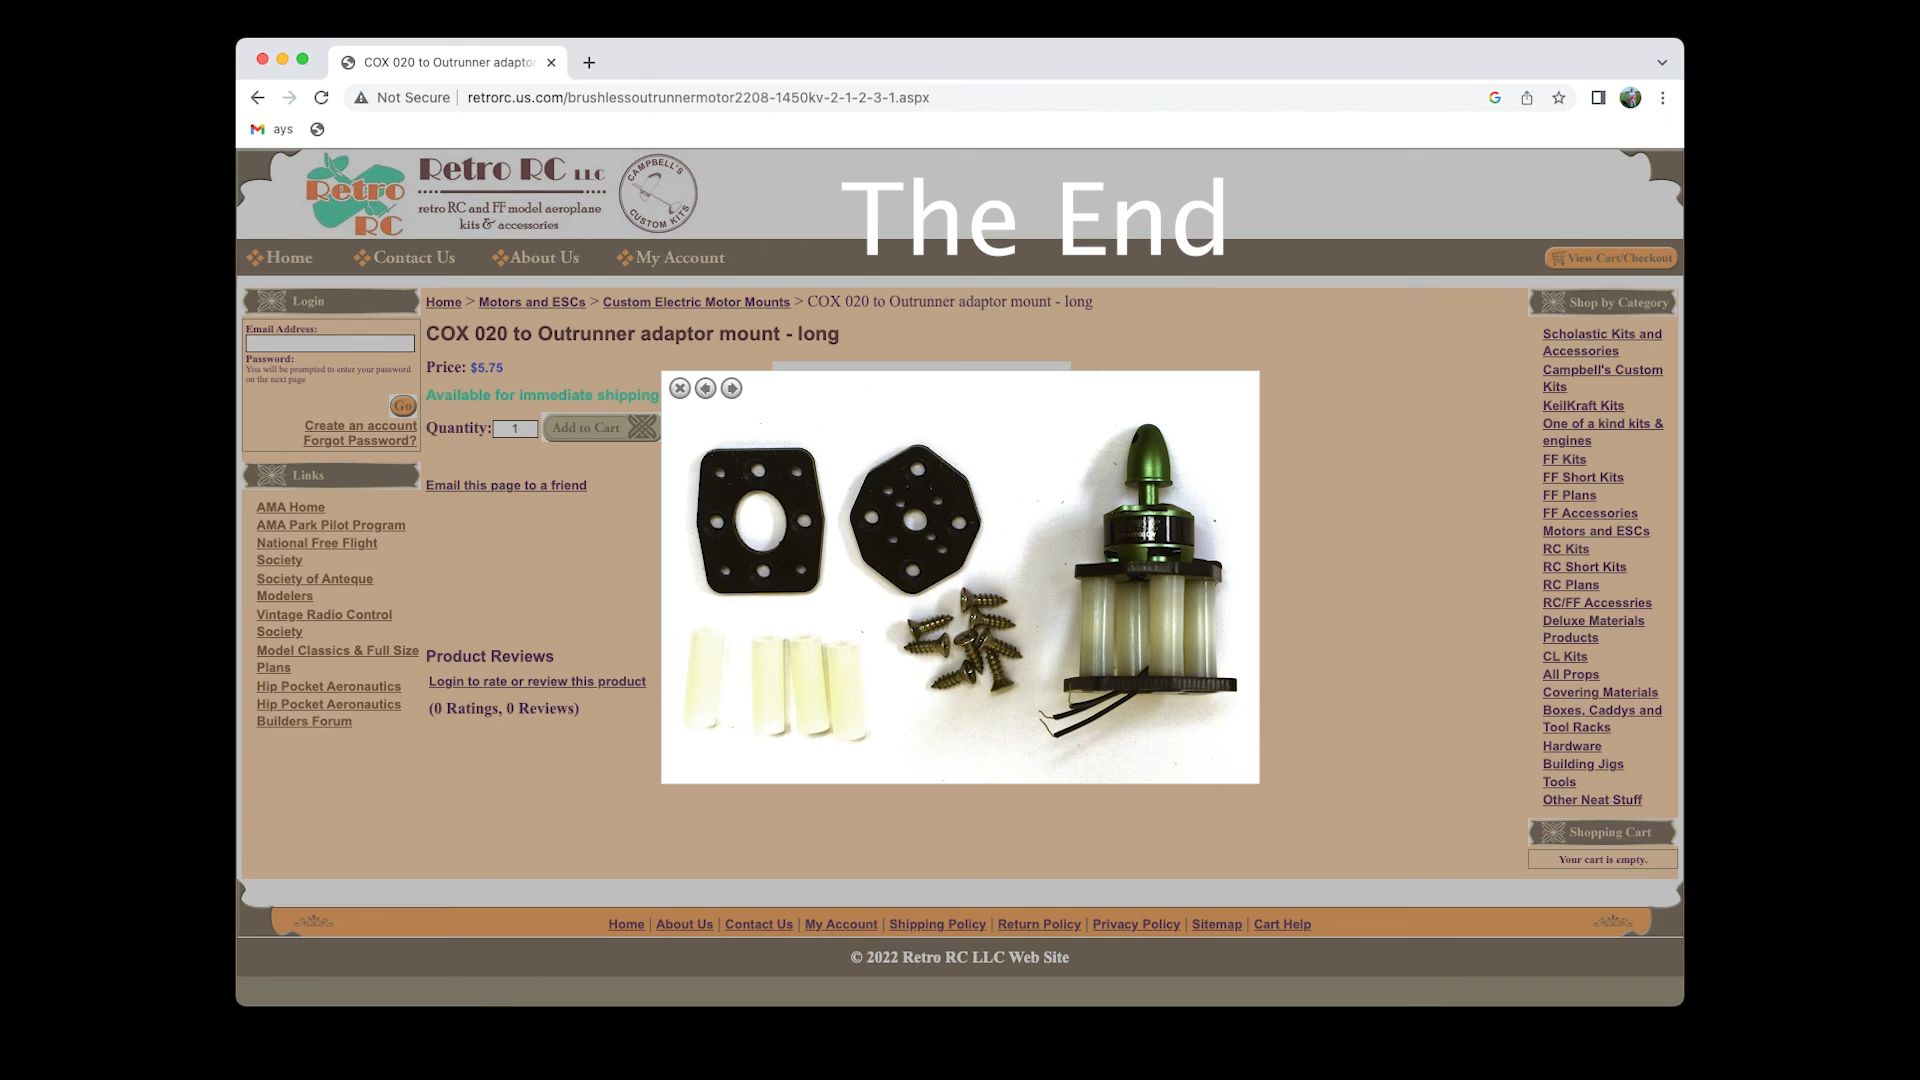 COX 020 to Outrunner adaptor
Not Secure
retrorc.us.com/brushlessoutrunnermotor2208-1450kv-2-1-2-3-1.aspx
ays
Retro
RC
Retro RC LLC
retro RC and FF model aeroplane
kits & accessories
CAMPBELL'S
CUSTOM KITS
The End
Home
Contact Us
About Us
My Account
View Cart/Checkout
Login
Email Address:
Password:
You will be prompted to enter your password
on the next page
Go
Create an account
Forgot Password?
Links
AMA Home
AMA Park Pilot Program
National Free Flight
Society
Society of Anteque
Modelers
Vintage Radio Control
Society
Model Classics & Full Size
Plans
Hip Pocket Aeronautics
Hip Pocket Aeronautics
Builders Forum
Home > Motors and ESCs > Custom Electric Motor Mounts > COX 020 to Outrunner adaptor mount - long
COX 020 to Outrunner adaptor mount - long
Price: $5.75
Available for immediate shipping
Quantity: 1 Add to Cart
Email this page to a friend
Product Reviews
Login to rate or review this product
(0 Ratings, 0 Reviews)
Shop by Category
Scholastic Kits and
Accessories
Campbell's Custom
Kits
KeilKraft Kits
One of a kind kits &
engines
FF Kits
FF Short Kits
FF Plans
FF Accessories
Motors and ESCs
RC Kits
RC Short Kits
RC Plans
RC/FF Accessries
Deluxe Materials
Products
CL Kits
All Props
Covering Materials
Boxes, Caddys and
Tool Racks
Hardware
Building Jigs
Tools
Other Neat Stuff
Shopping Cart
Your cart is empty.
Home | About Us | Contact Us | My Account | Shipping Policy | Return Policy | Privacy Policy | Sitemap | Cart Help
© 2022 Retro RC LLC Web Site